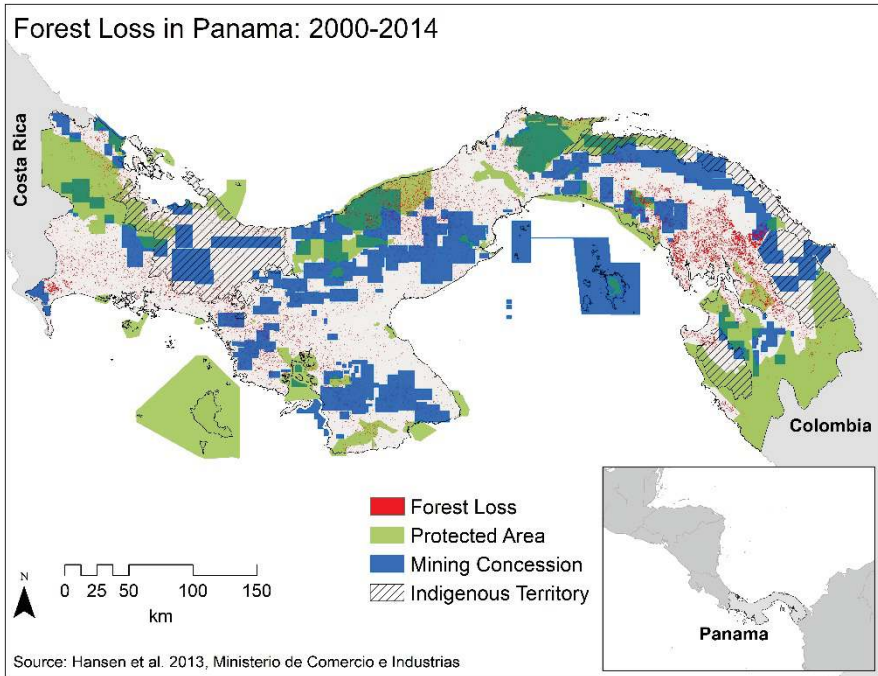 Forest Loss in Panama: 2000-2014
Costa Rica
Colombia
Forest Loss
Protected Area
Mining Concession
Indigenous Territory
N
0 25 50 100 150
km
Panama
Source: Hansen et al. 2013, Ministerio de Comercio e Industrias